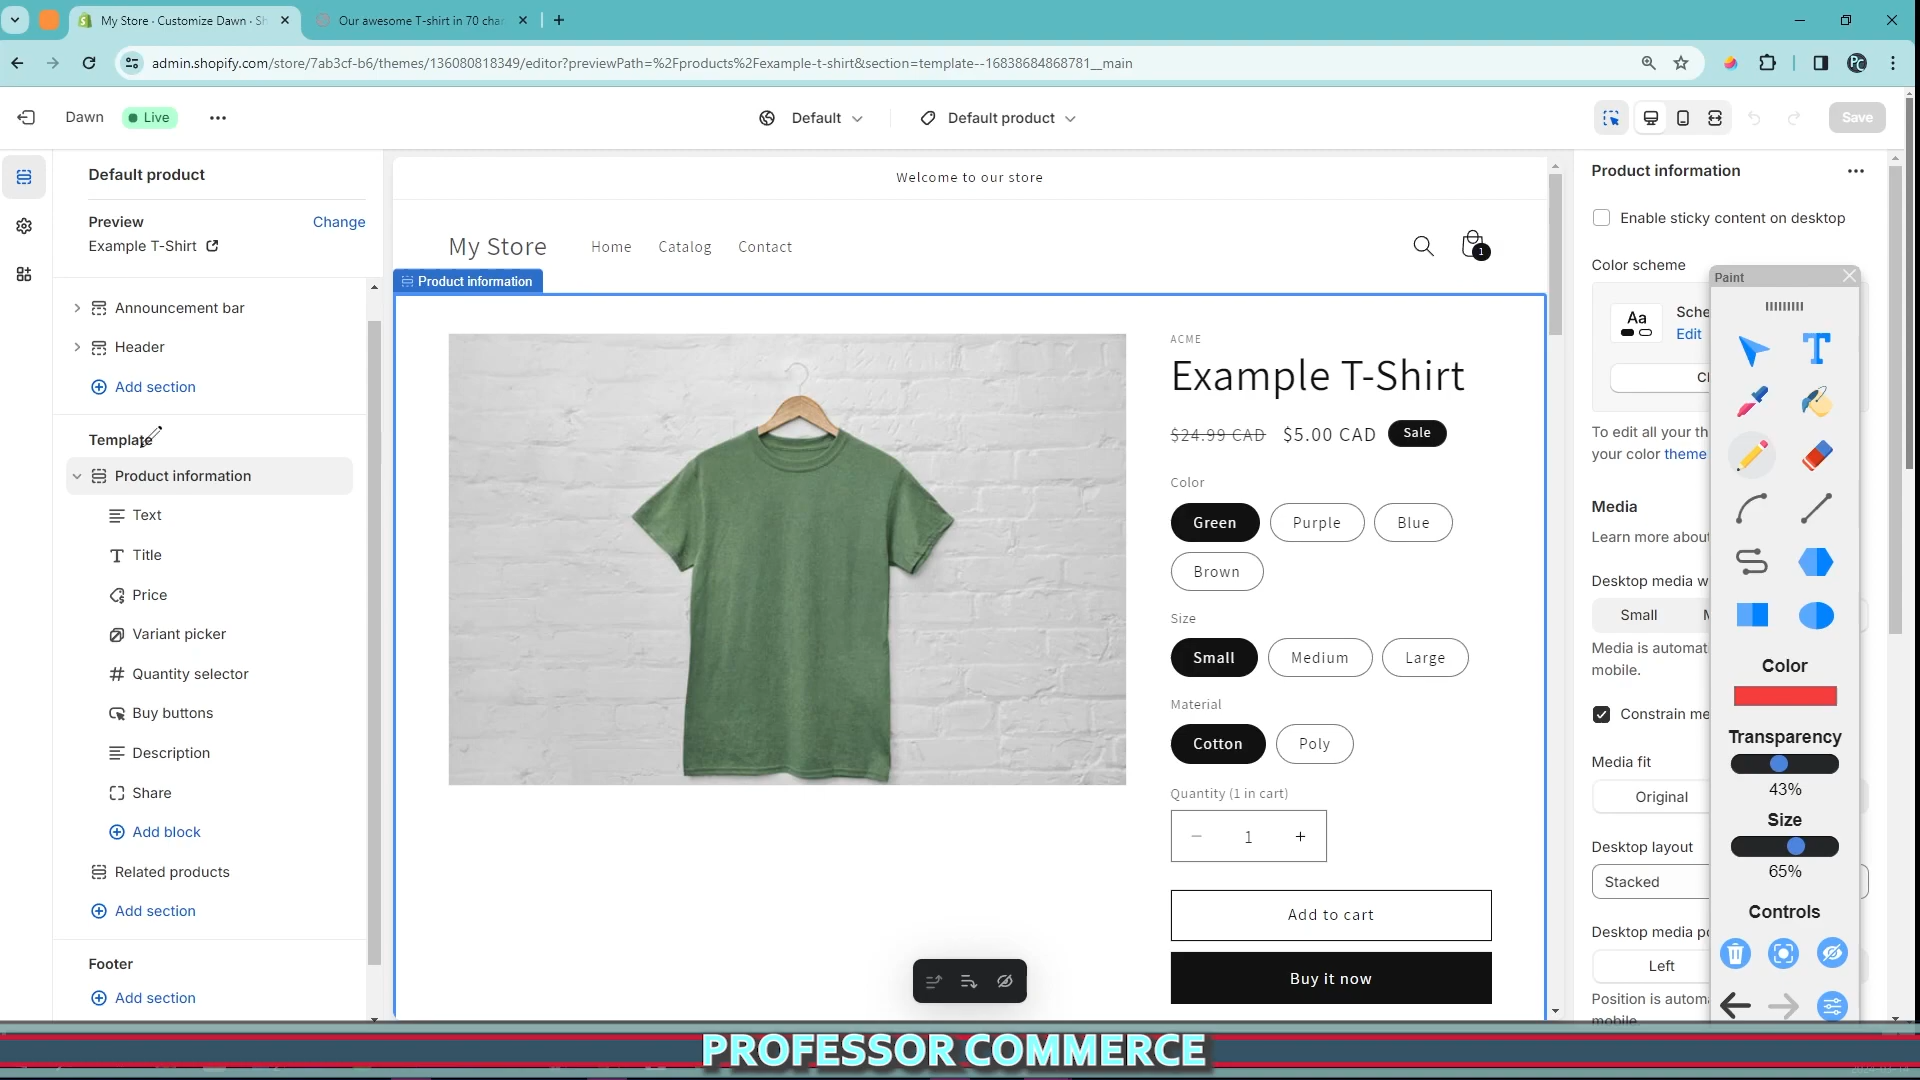 My Store · Customize Dawn · Sh
Our awesome T-shirt in 70 char
admin.shopify.com/store/7ab3cf-b6/themes/136080818349/editor?previewPath=%2Fproducts%2Fexample-t-shirt&section=template--16838684868781__main
Dawn
Live
Default
Default product
Save
Default product
Preview
Change
Example T-Shirt
Announcement bar
Header
Add section
Template
Product information
Text
Title
Price
Variant picker
Quantity selector
Buy buttons
Description
Share
Add block
Related products
Add section
Footer
Add section
Welcome to our store
My Store
Home
Catalog
Contact
1
Product information
ACME
Example T-Shirt
$24.99 CAD
$5.00 CAD
Sale
Color
Green
Purple
Blue
Brown
Size
Small
Medium
Large
Material
Cotton
Poly
Quantity (1 in cart)
1
Add to cart
Buy it now
Product information
Enable sticky content on desktop
Color scheme
Aa
Sche
Edit
To edit all your th
your color theme
Media
Learn more about
Desktop media w
Small
Media is automat
mobile.
Constrain me
Media fit
Original
Desktop layout
Stacked
Desktop media po
Left
Position is autom
mobile.
Paint
Color
Transparency
43%
Size
65%
Controls
PROFESSOR COMMERCE